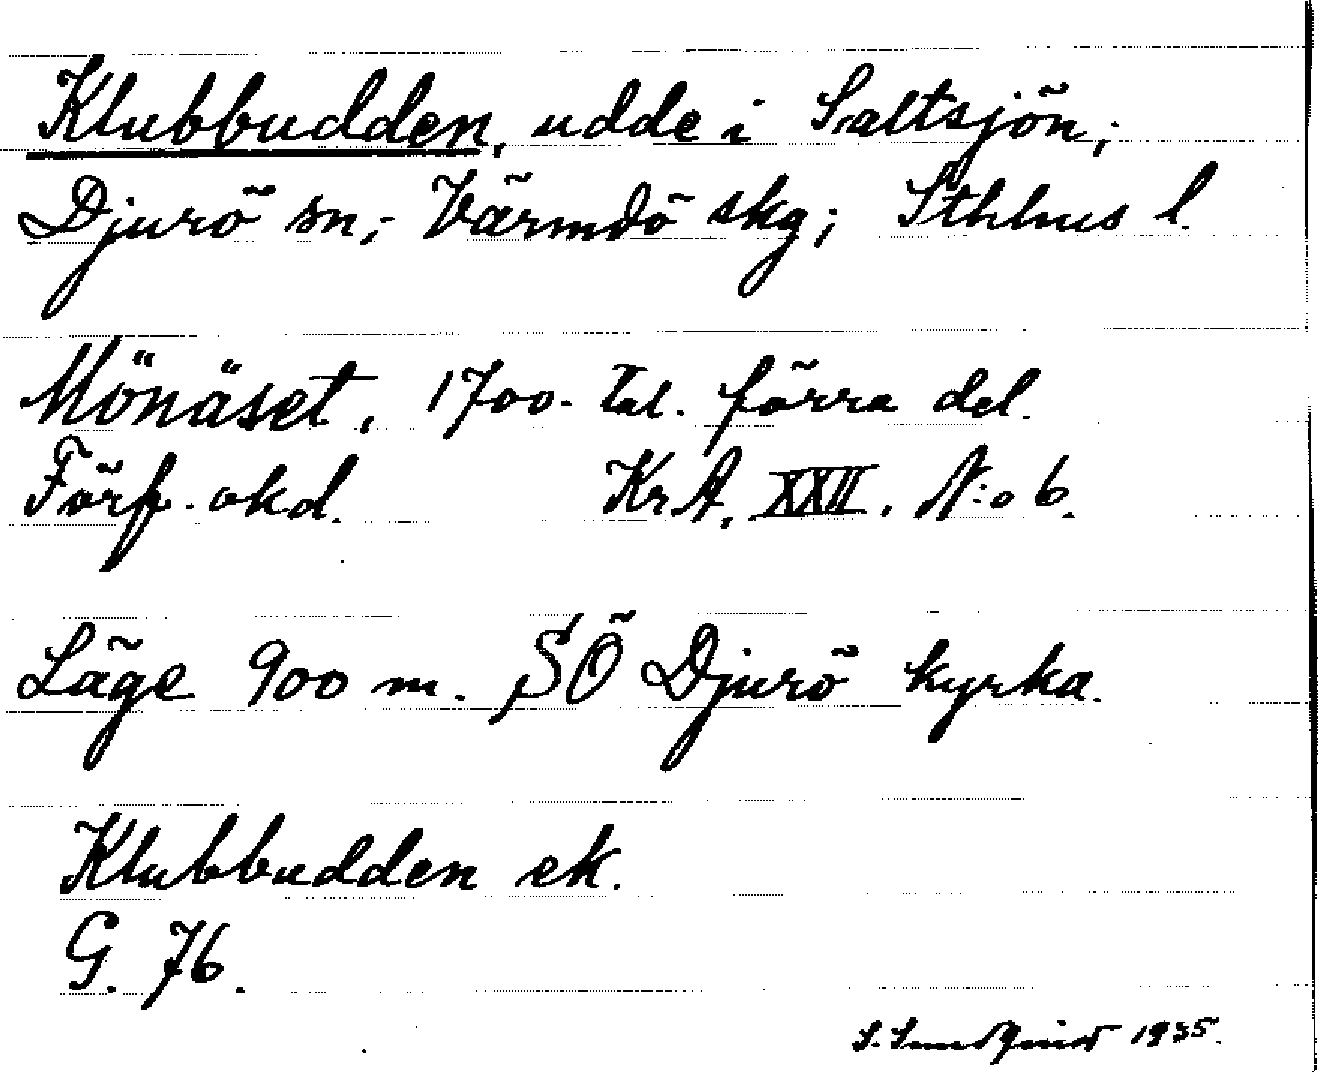 Klubbudden, udde i Saltsjön;
Djurö sn; Värmdö skg; Sthlms l.
Mönäset, 1700-tal. förra del.
Förf. okd. Kr A. XXII. N:o 6.
Läge 900 m. SÖ Djurö kyrka.
Klubbudden ek.
G. 76.
S. Sundquist 1935.